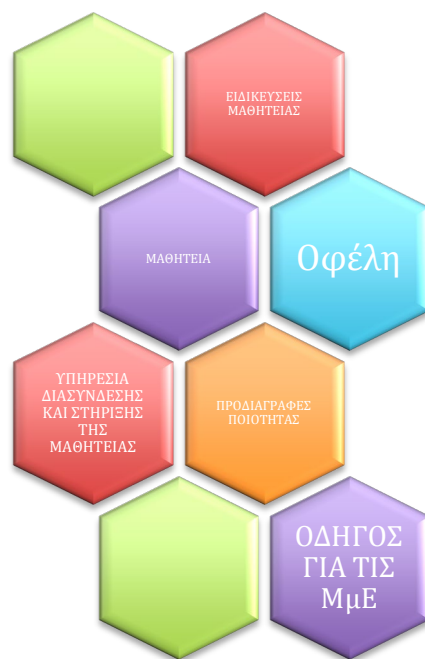 ΕΙΔΙΚΕΥΣΕΙΣ
ΜΑΘΗΤΕΙΑΣ
ΜΑΘΗΤΕΙΑ
Οφέλη
ΥΠΗΡΕΣΙΑ
ΔΙΑΣΥΝΔΕΣΗΣ
ΚΑΙ ΣΤΗΡΙΞΗΣ
ΤΗΣ
ΜΑΘΗΤΕΙΑΣ
ΠΡΟΔΙΑΓΡΑΦΕΣ
ΠΟΙΟΤΗΤΑΣ
ΟΔΗΓΟΣ
ΓΙΑ ΤΙΣ
ΜμΕ